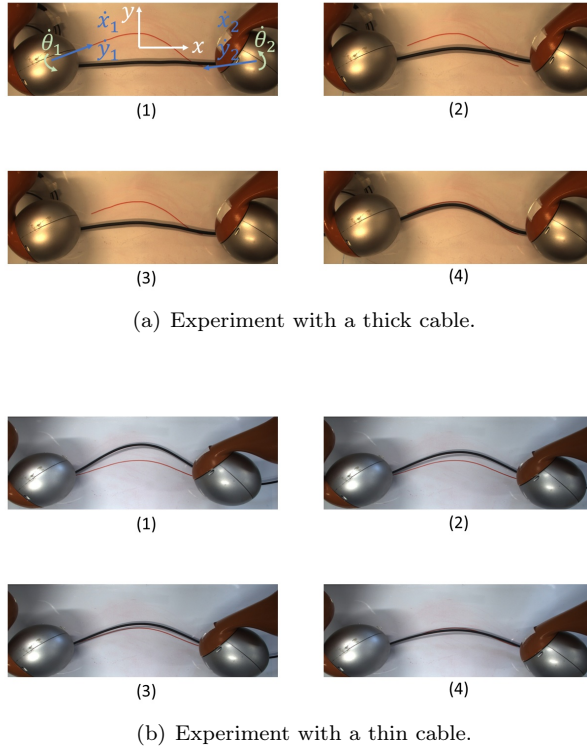 y ẋ₁ ẋ₂
θ̇₁ ẏ₁ x ẏ₂ θ̇₂
(1) (2)
(3) (4)
(a) Experiment with a thick cable.
(1) (2)
(3) (4)
(b) Experiment with a thin cable.